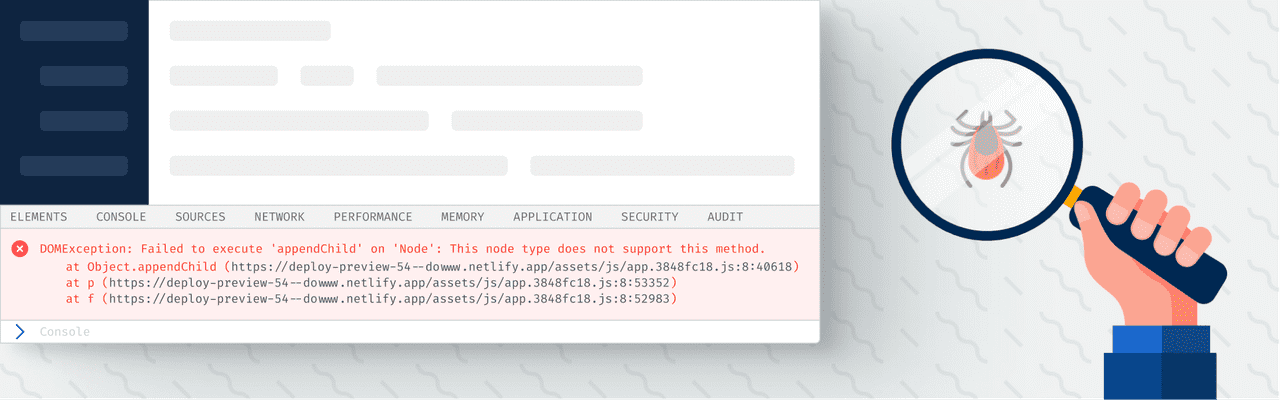 ELEMENTS CONSOLE SOURCES NETWORK PERFORMANCE MEMORY APPLICATION SECURITY AUDIT
DOMException: Failed to execute 'appendChild' on 'Node': This node type does not support this method.
at Object.appendChild (https://deploy-preview-54--dowww.netlify.app/assets/js/app.3848fc18.js:8:40618)
at p (https://deploy-preview-54--dowww.netlify.app/assets/js/app.3848fc18.js:8:53352)
at f (https://deploy-preview-54--dowww.netlify.app/assets/js/app.3848fc18.js:8:52983)
Console